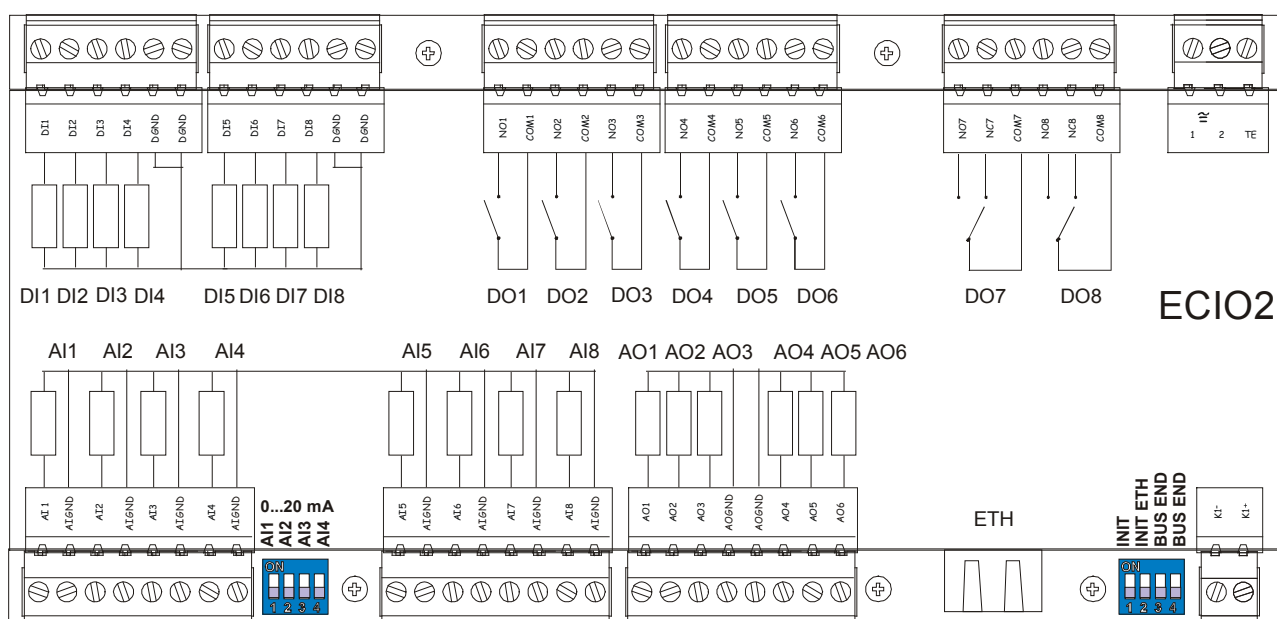 DI1 DI2 DI3 DI4 DGND DGND DI5 DI6 DI7 DI8 DGND DGND NO1 COM1 NO2 COM2 NO3 COM3 NO4 COM4 NO5 COM5 NO6 COM6 NO7 NC7 COM7 NO8 NC8 COM8 1 2 TE
DI1 DI2 DI3 DI4 DI5 DI6 DI7 DI8 DO1 DO2 DO3 DO4 DO5 DO6 DO7 DO8
ECIO2
AI1 AI2 AI3 AI4 AI5 AI6 AI7 AI8 AO1 AO2 AO3 AO4 AO5 AO6
AI1 AIGND AI2 AIGND AI3 AIGND AI4 AIGND
0...20 mA
AI1
AI2
AI3
AI4
AI5 AIGND AI6 AIGND AI7 AIGND AI8 AIGND
AO1 AO2 AO3 AOGND AOGND AO4 AO5 AO6
ETH
INIT
INIT ETH
BUS END
BUS END
K1- K1+
ON
1 2 3 4
ON
1 2 3 4